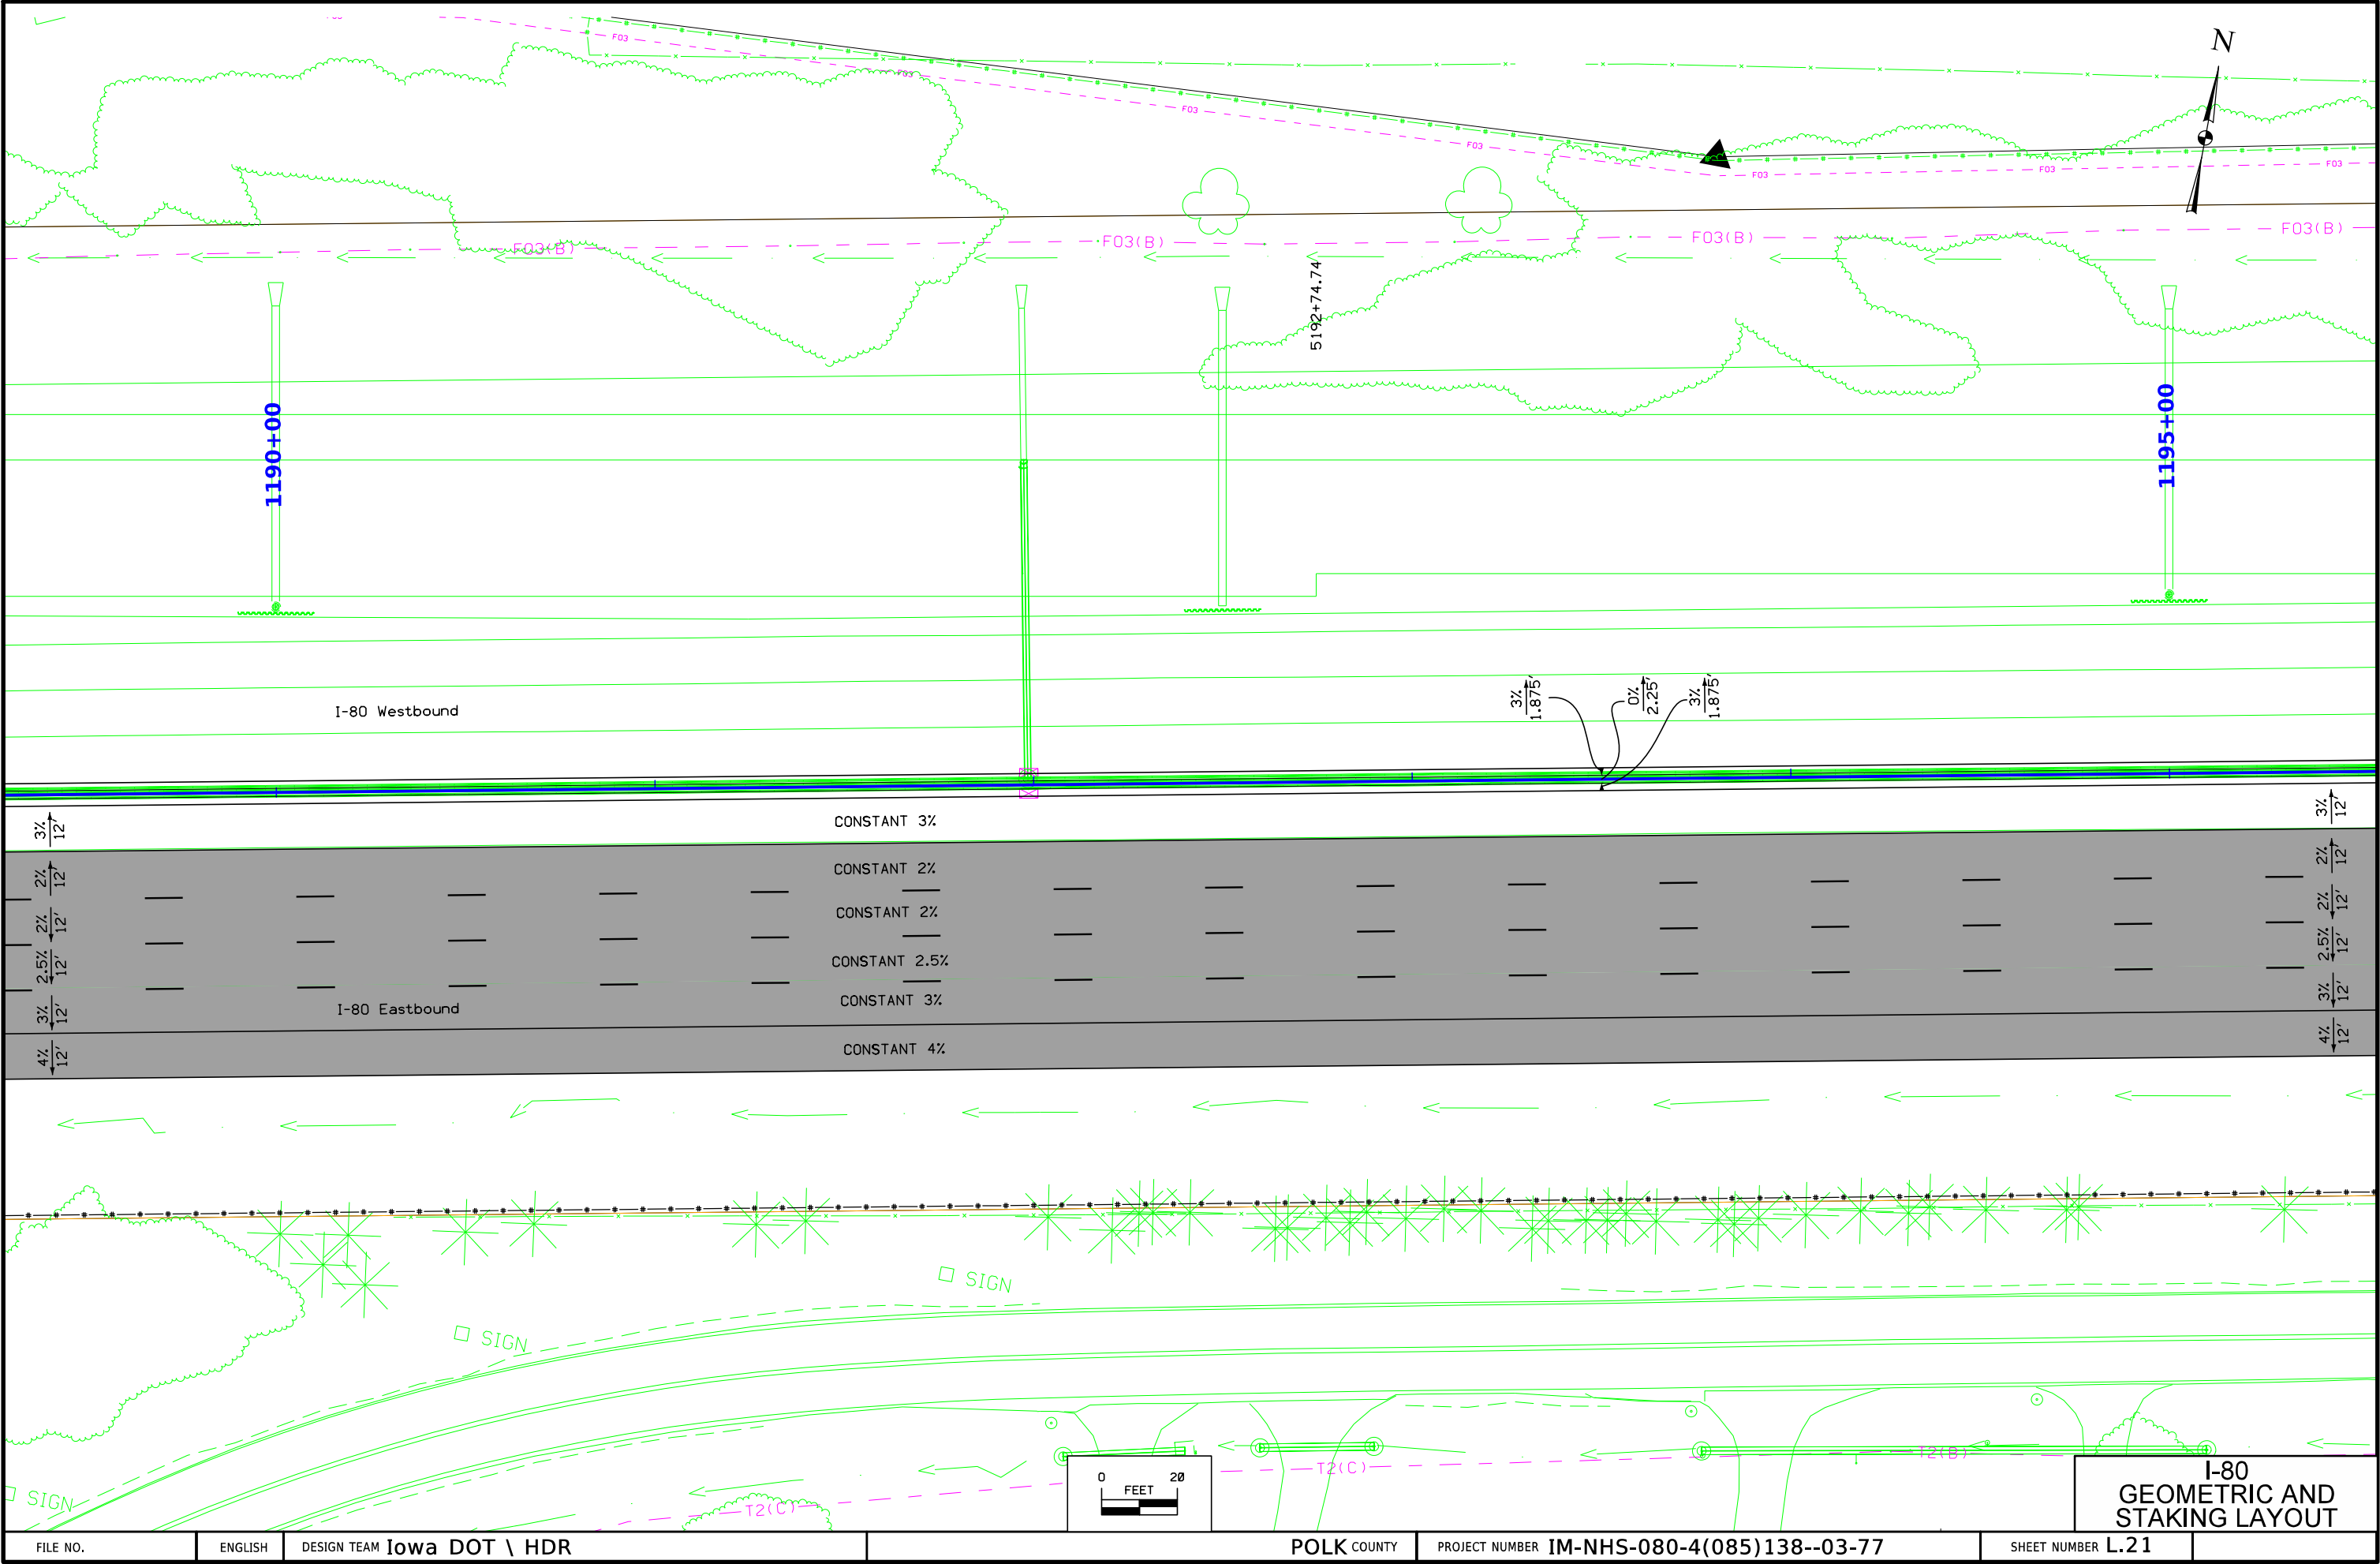 F03
F03
F03
F03
F03
F03
F03
N
F03(B)
F03(B)
F03(B)
F03(B)
5192+74.74
1190+00
1195+00
I-80 Westbound
3%
1.875'
0%
2.25'
3%
1.875'
3%
12'
CONSTANT 3%
3%
12'
2%
12'
CONSTANT 2%
2%
12'
2%
12'
CONSTANT 2%
2%
12'
2.5%
12'
CONSTANT 2.5%
2.5%
12'
3%
12'
I-80 Eastbound
CONSTANT 3%
3%
12'
4%
12'
CONSTANT 4%
4%
12'
SIGN
SIGN
SIGN
T2(C)
T2(C)
T2(B)
0 20
FEET
I-80
GEOMETRIC AND
STAKING LAYOUT
FILE NO. ENGLISH DESIGN TEAM Iowa DOT \ HDR POLK COUNTY PROJECT NUMBER IM-NHS-080-4(085)138--03-77 SHEET NUMBER L.21